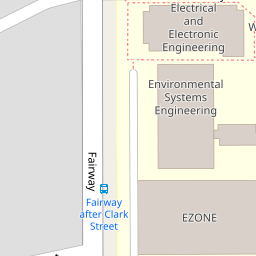 Electrical
and
Electronic
Engineering
W
Environmental
Systems
Engineering
Fairway
Fairway
after Clark
Street
EZONE